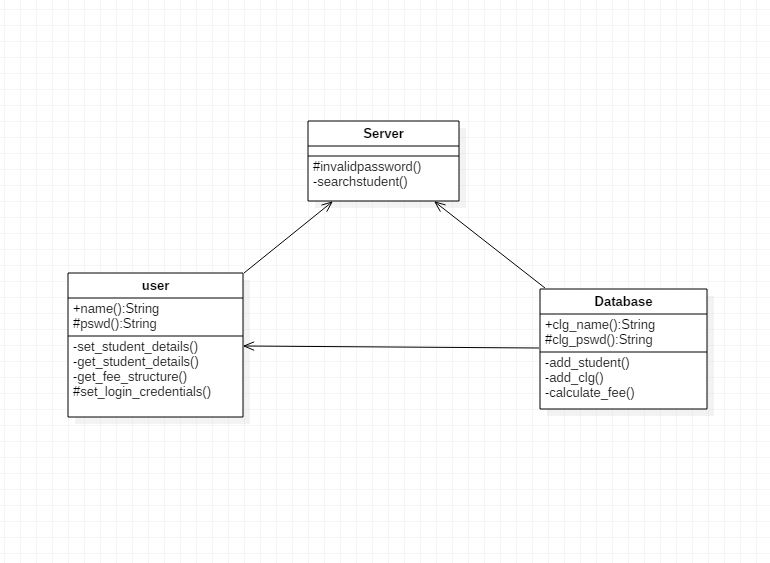 Server
#invalidpassword()
-searchstudent()
user
+name():String
#pswd():String
-set_student_details()
-get_student_details()
-get_fee_structure()
#set_login_credentials()
Database
+clg_name():String
#clg_pswd():String
-add_student()
-add_clg()
-calculate_fee()